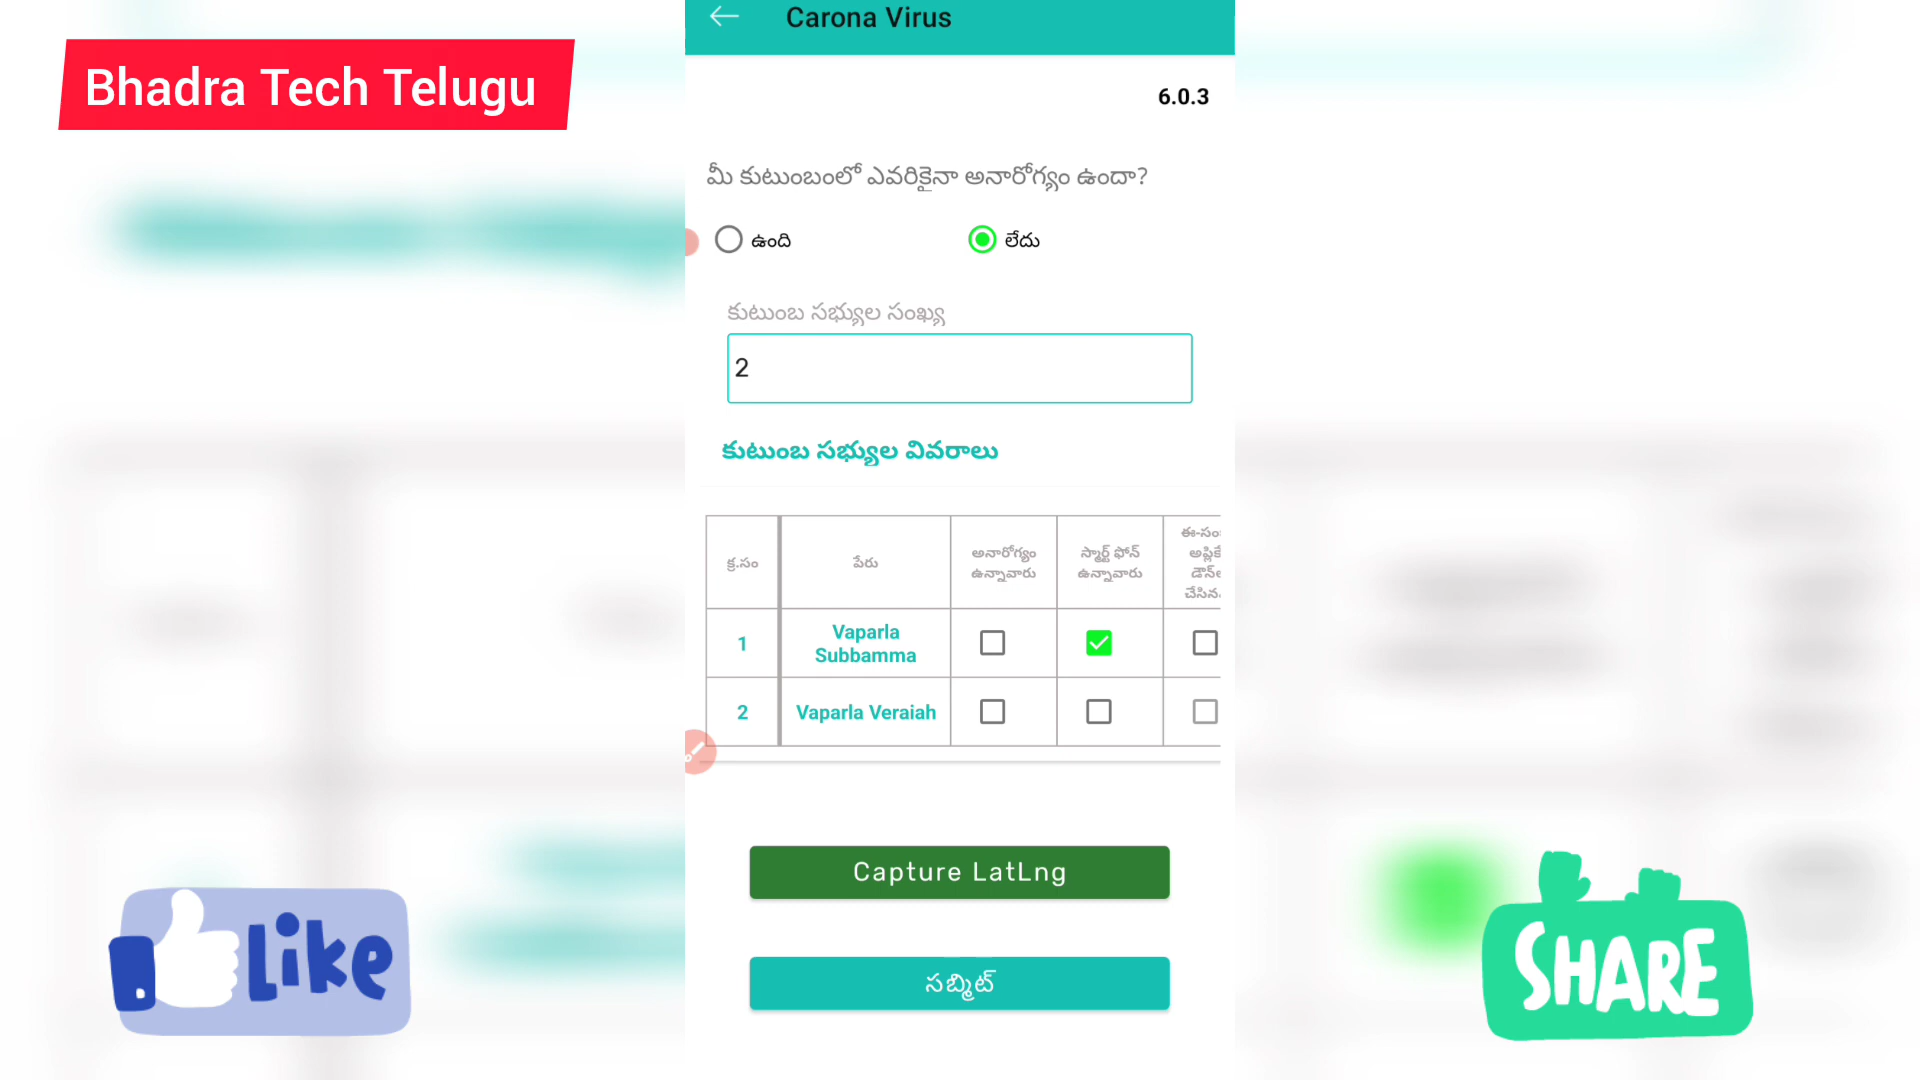 Carona Virus
Bhadra Tech Telugu
6.0.3
మీ కుటుంబంలో ఎవరికైనా అనారోగ్యం ఉందా?
ఉంది
లేదు
కుటుంబ సభ్యుల సంఖ్య
2
కుటుంబ సభ్యుల వివరాలు
క్ర.సం
పేరు
అనారోగ్యం
ఉన్నావారు
స్మార్ట్ ఫోన్
ఉన్నావారు
1
Vaparla
Subbamma
2
Vaparla Veraiah
Capture LatLng
సబ్మిట్
Like
SHARE